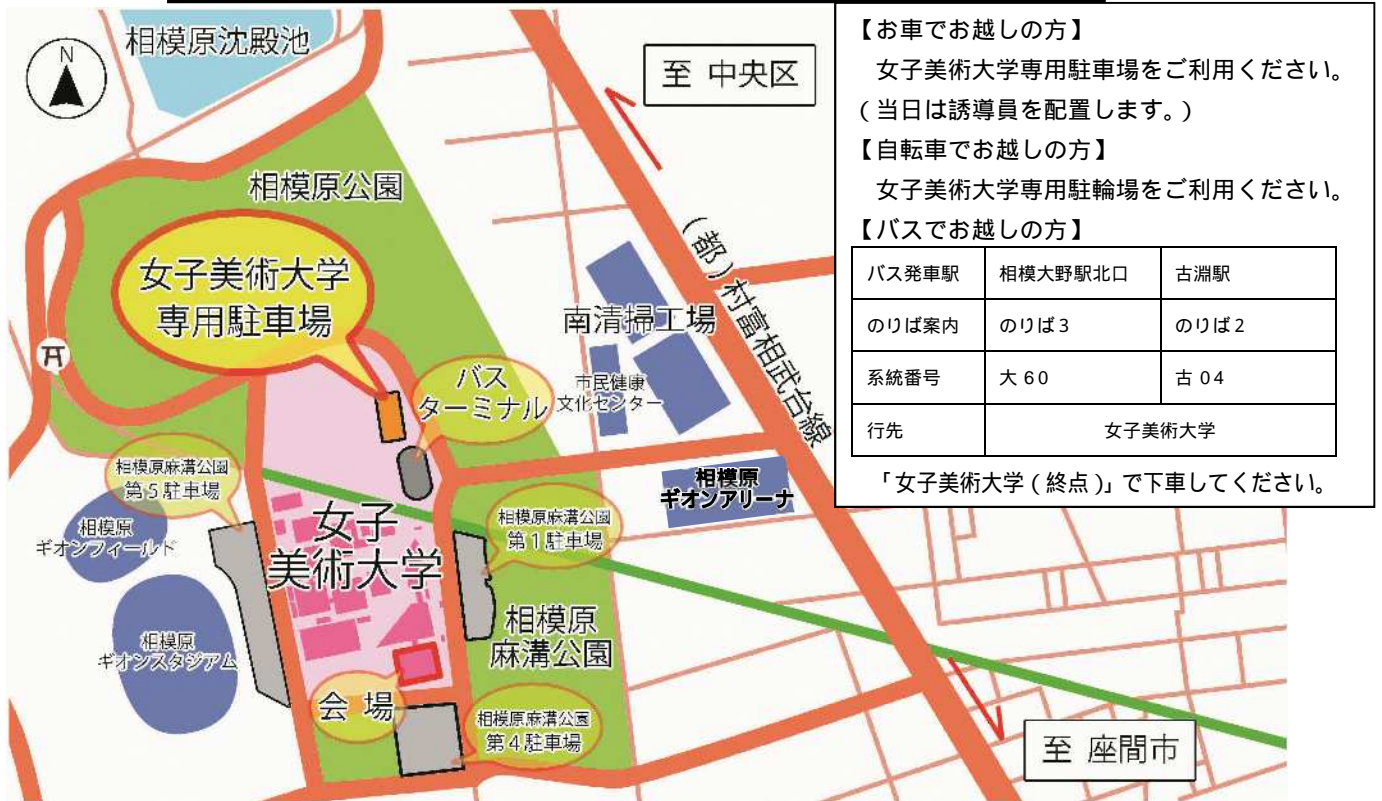 N
相模原沈殿池
至 中央区
相模原公園
女子美術大学
専用駐車場
(都)村富相武台線
南清掃工場
バス
ターミナル
市民健康
文化センター
相模原麻溝公園
第5駐車場
相模原
ギオンアリーナ
相模原
ギオンフィールド
女子
美術大学
相模原麻溝公園
第1駐車場
相模原
麻溝公園
相模原
ギオンスタジアム
会 場
相模原麻溝公園
第4駐車場
至 座間市
【お車でお越しの方】
女子美術大学専用駐車場をご利用ください。
(当日は誘導員を配置します。)
【自転車でお越しの方】
女子美術大学専用駐輪場をご利用ください。
【バスでお越しの方】
バス発車駅 相模大野駅北口 古淵駅
のりば案内 のりば3 のりば2
系統番号 大 60 古 04
行先 女子美術大学
「女子美術大学(終点)」で下車してください。